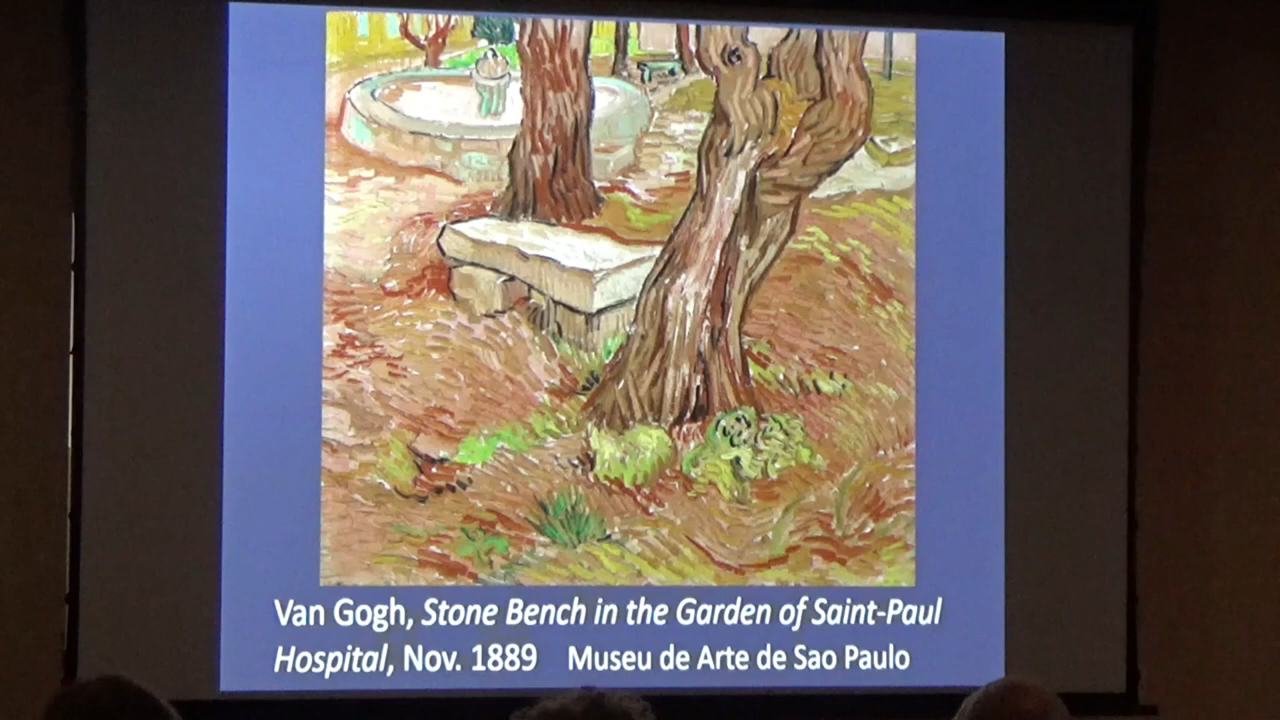 Van Gogh, Stone Bench in the Garden of Saint-Paul
Hospital, Nov. 1889 Museu de Arte de Sao Paulo